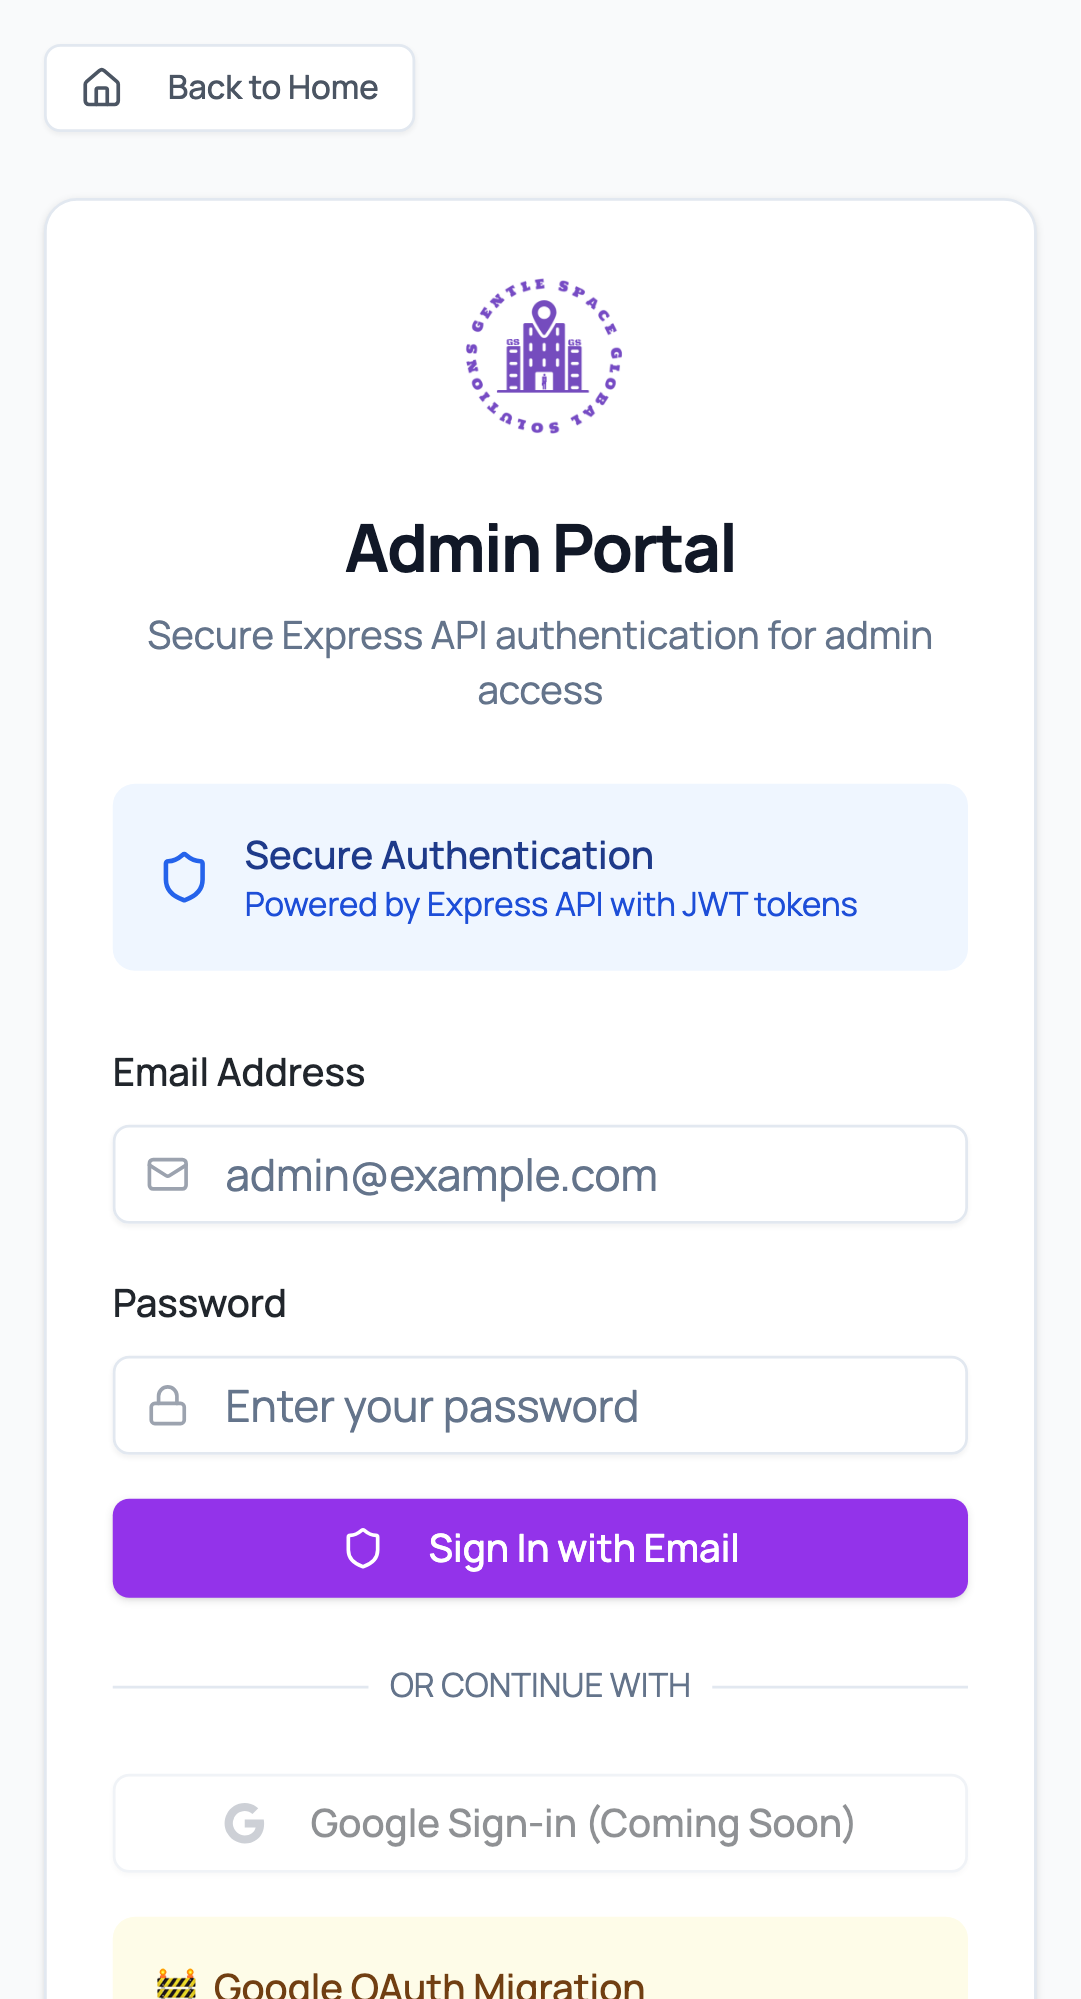 Back to Home
GENTLE SPACE GLOBAL SOLUTIONS
GS GS
Admin Portal
Secure Express API authentication for admin
access
Secure Authentication
Powered by Express API with JWT tokens
Email Address
admin@example.com
Password
Enter your password
Sign In with Email
OR CONTINUE WITH
G Google Sign-in (Coming Soon)
🚧 Google OAuth Migration